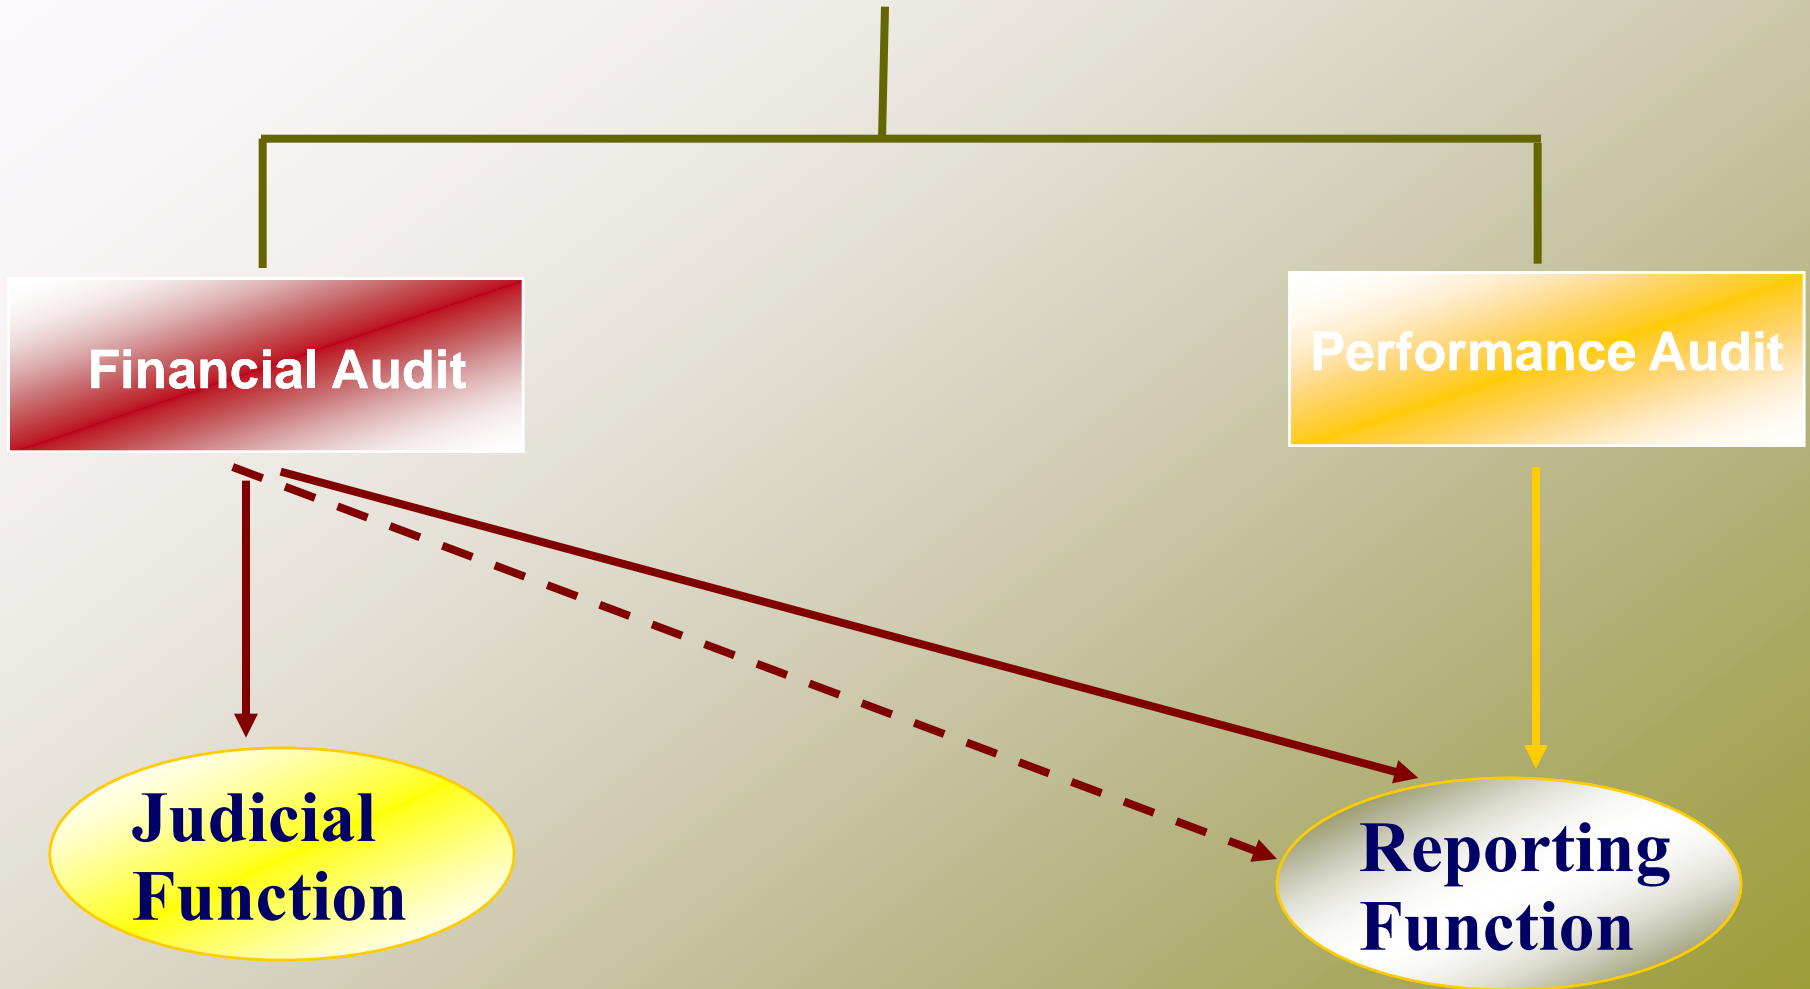 Financial Audit
Performance Audit
Judicial
Function
Reporting
Function